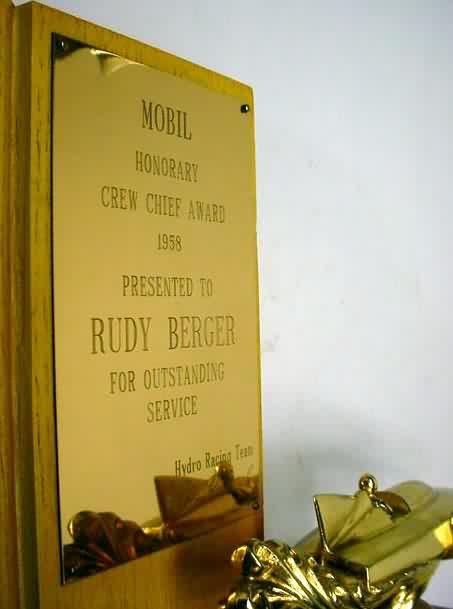 MOBIL
HONORARY
CREW CHIEF AWARD
1958
PRESENTED TO
RUDY BERGER
FOR OUTSTANDING
SERVICE
Hydro Racing Team